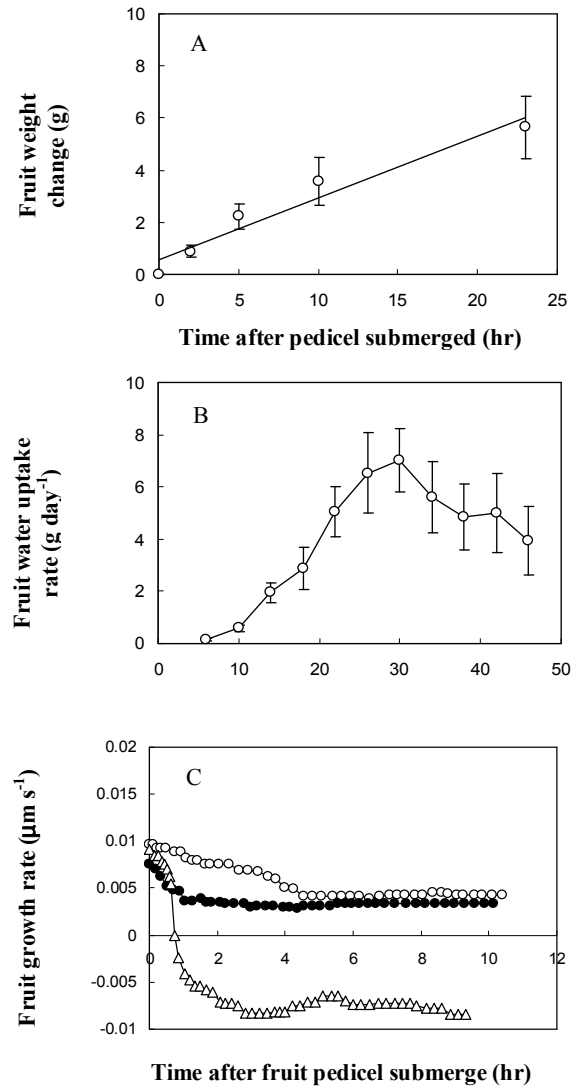 10
8
6
4
2
0
A
Fruit weight
change (g)
0 5 10 15 20 25
Time after pedicel submerged (hr)
10
8
6
4
2
0
B
Fruit water uptake
rate (g day-1)
0 10 20 30 40 50
0.02
0.015
0.01
0.005
0
-0.005
-0.01
C
Fruit growth rate (µm s-1)
0 2 4 6 8 10 12
Time after fruit pedicel submerge (hr)